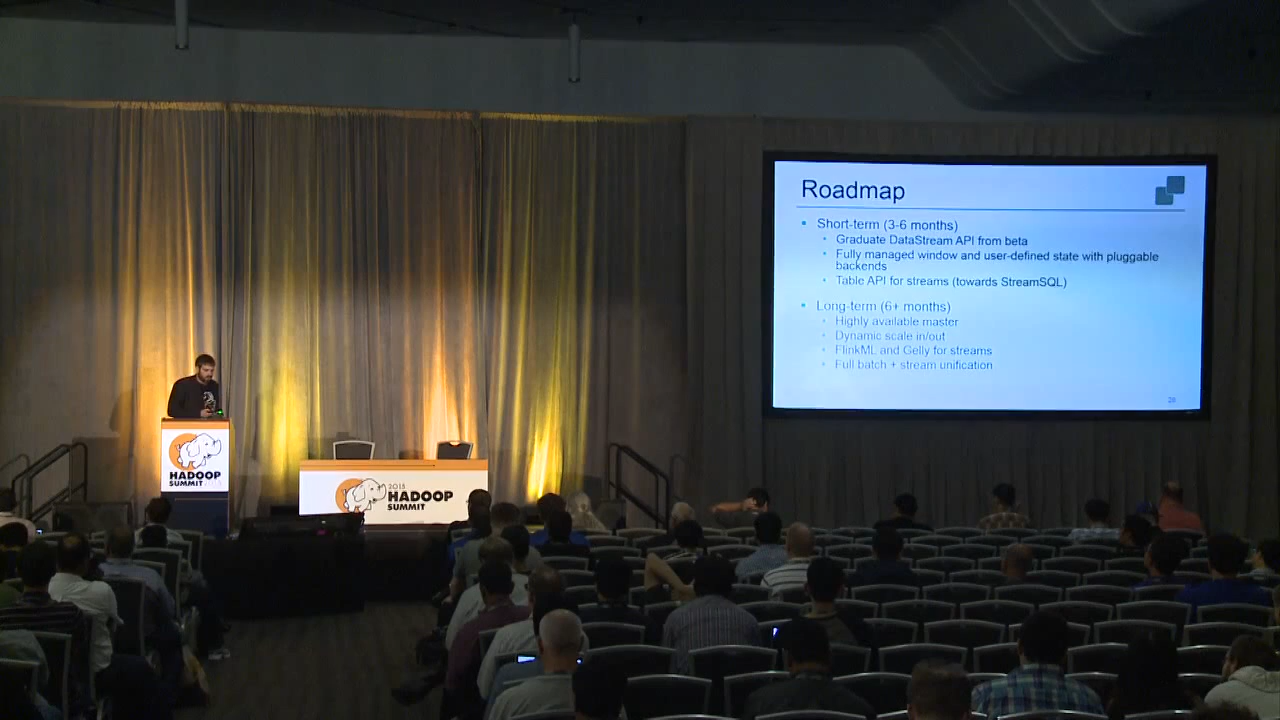 Roadmap
Short-term (3-6 months)
Graduate DataStream API from beta
Fully managed window and user-defined state with pluggable
backends
Table API for streams (towards StreamSQL)
Long-term (6+ months)
Highly available master
Dynamic scale in/out
FlinkML and Gelly for streams
Full batch + stream unification
HADOOP
SUMMIT
2015
HADOOP
SUMMIT